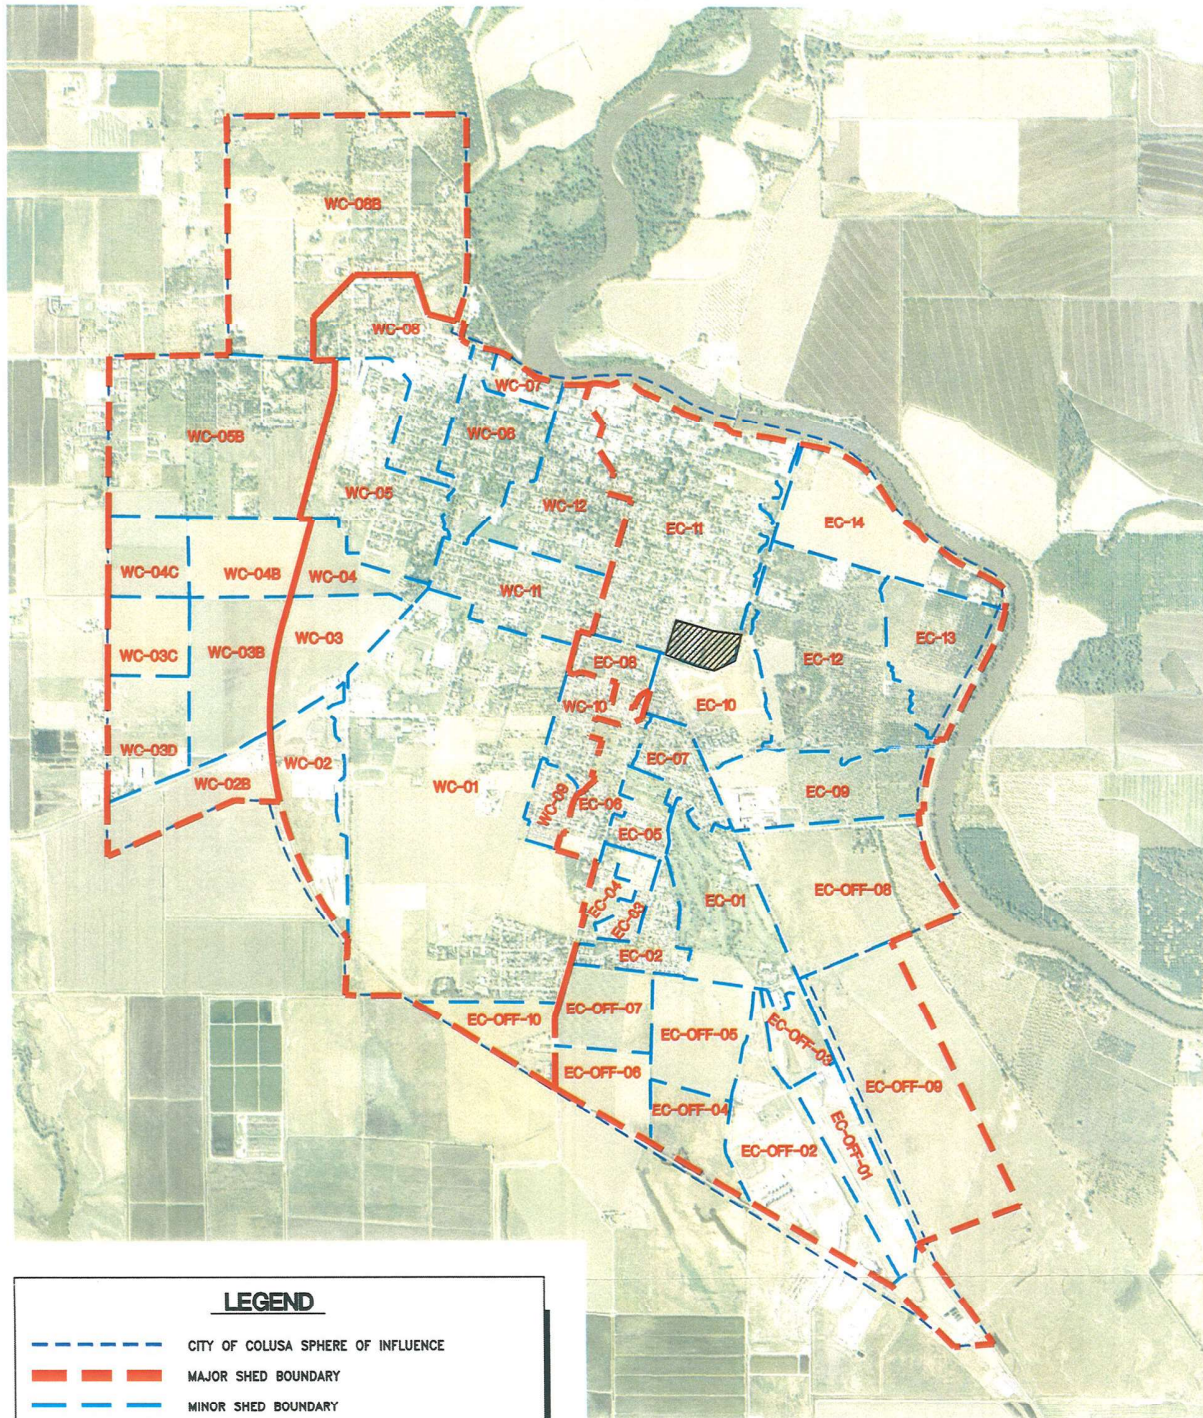 WC-08B
WC-08
WC-07
WC-05B
WC-06
WC-05
WC-12
EC-11
EC-14
WC-04C
WC-04B
WC-04
WC-11
WC-03C
WC-03B
WC-03
EC-08
EC-12
EC-13
WC-10
EC-10
WC-03D
WC-02
EC-07
WC-02B
WC-01
WC-09
EC-06
EC-09
EC-05
EC-04
EC-03
EC-01
EC-OFF-08
EC-02
EC-OFF-10
EC-OFF-07
EC-OFF-05
EC-OFF-03
EC-OFF-06
EC-OFF-09
EC-OFF-04
EC-OFF-02
EC-OFF-01
LEGEND
CITY OF COLUSA SPHERE OF INFLUENCE
MAJOR SHED BOUNDARY
MINOR SHED BOUNDARY